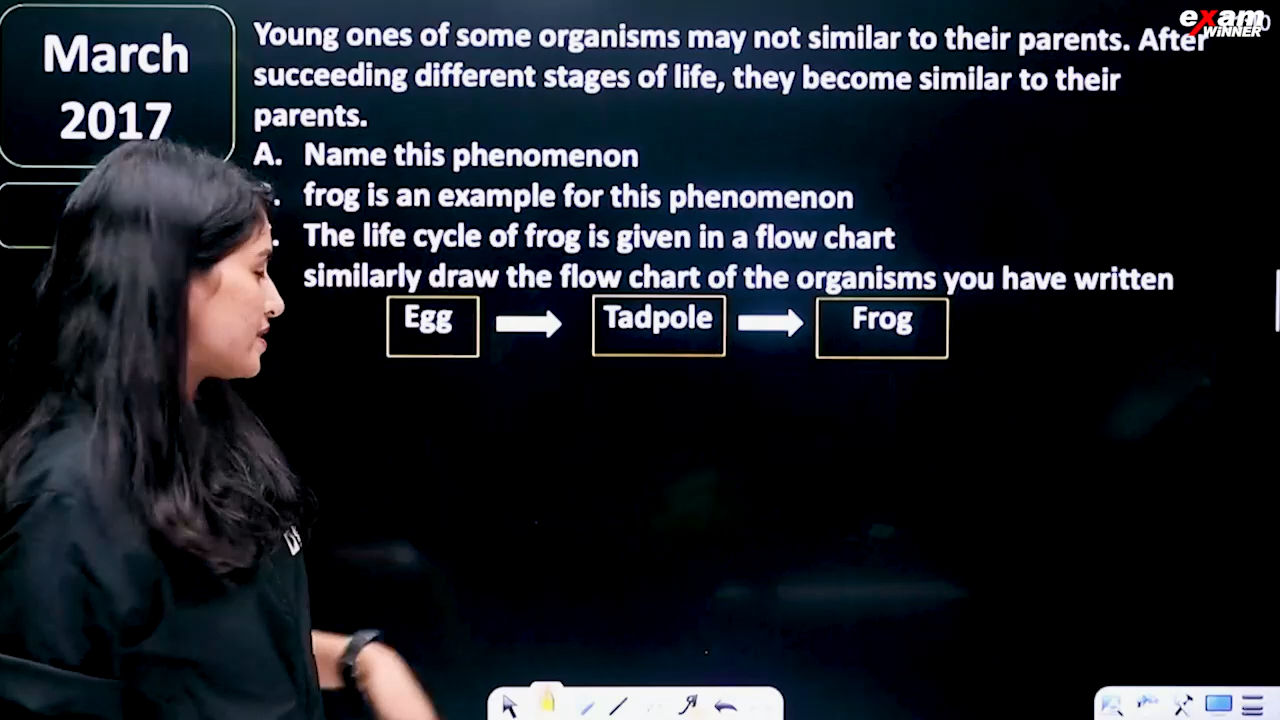 March
2017
exam
WiNNER
Young ones of some organisms may not similar to their parents. After
succeeding different stages of life, they become similar to their
parents.
A. Name this phenomenon
. frog is an example for this phenomenon
. The life cycle of frog is given in a flow chart
similarly draw the flow chart of the organisms you have written
Egg
Tadpole
Frog